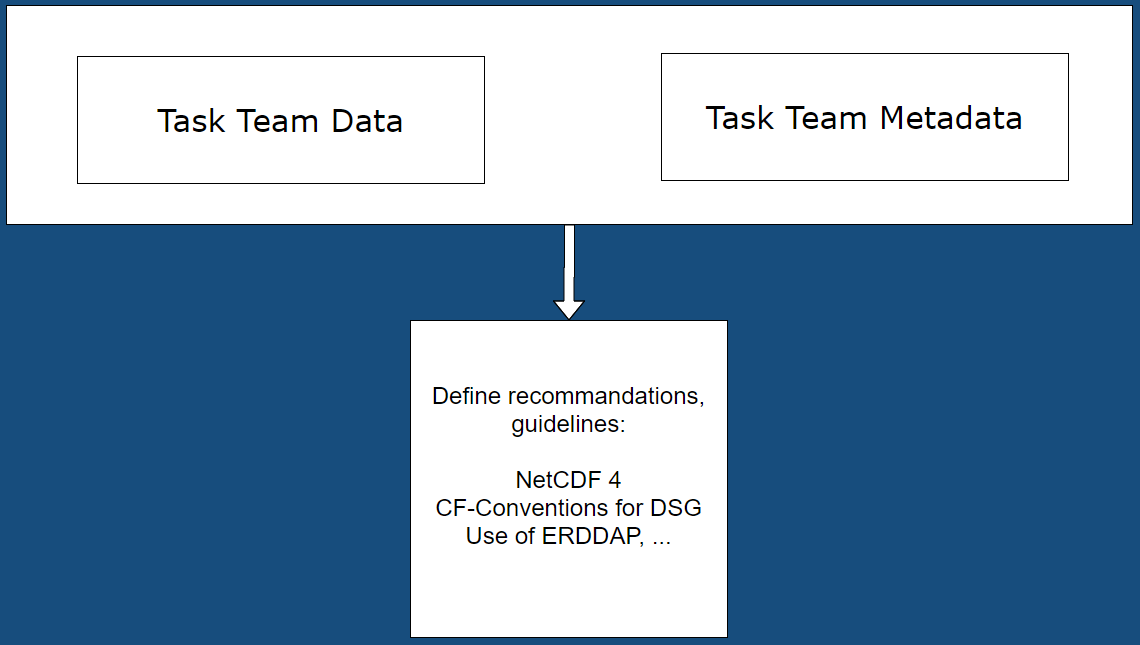 Task Team Data
Task Team Metadata
Define recommandations,
guidelines:
NetCDF 4
CF-Conventions for DSG
Use of ERDDAP, ...